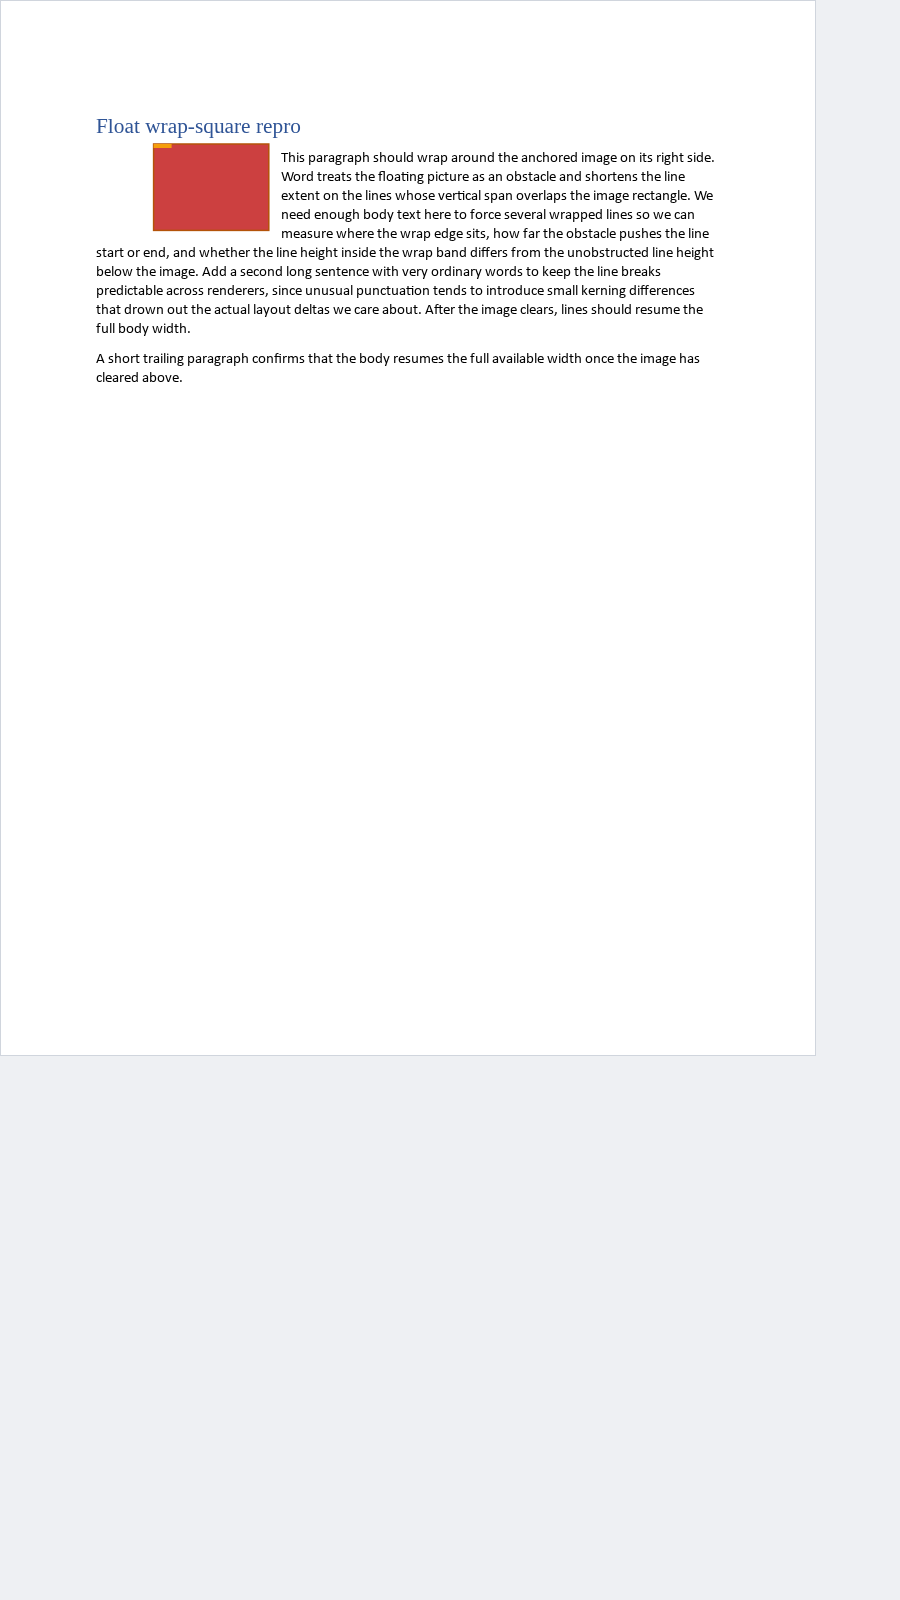 Float wrap-square repro
This paragraph should wrap around the anchored image on its right side.
Word treats the floating picture as an obstacle and shortens the line
extent on the lines whose vertical span overlaps the image rectangle. We
need enough body text here to force several wrapped lines so we can
measure where the wrap edge sits, how far the obstacle pushes the line
start or end, and whether the line height inside the wrap band differs from the unobstructed line height
below the image. Add a second long sentence with very ordinary words to keep the line breaks
predictable across renderers, since unusual punctuation tends to introduce small kerning differences
that drown out the actual layout deltas we care about. After the image clears, lines should resume the
full body width.
A short trailing paragraph confirms that the body resumes the full available width once the image has
cleared above.